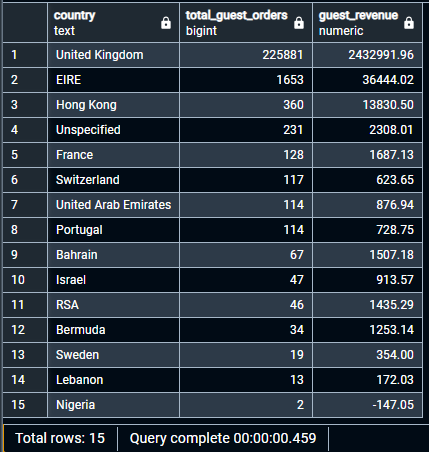 country total_guest_orders guest_revenue
text bigint numeric
1 United Kingdom 225881 2432991.96
2 EIRE 1653 36444.02
3 Hong Kong 360 13830.50
4 Unspecified 231 2308.01
5 France 128 1687.13
6 Switzerland 117 623.65
7 United Arab Emirates 114 876.94
8 Portugal 114 728.75
9 Bahrain 67 1507.18
10 Israel 47 913.57
11 RSA 46 1435.29
12 Bermuda 34 1253.14
13 Sweden 19 354.00
14 Lebanon 13 172.03
15 Nigeria 2 -147.05
Total rows: 15 Query complete 00:00:00.459